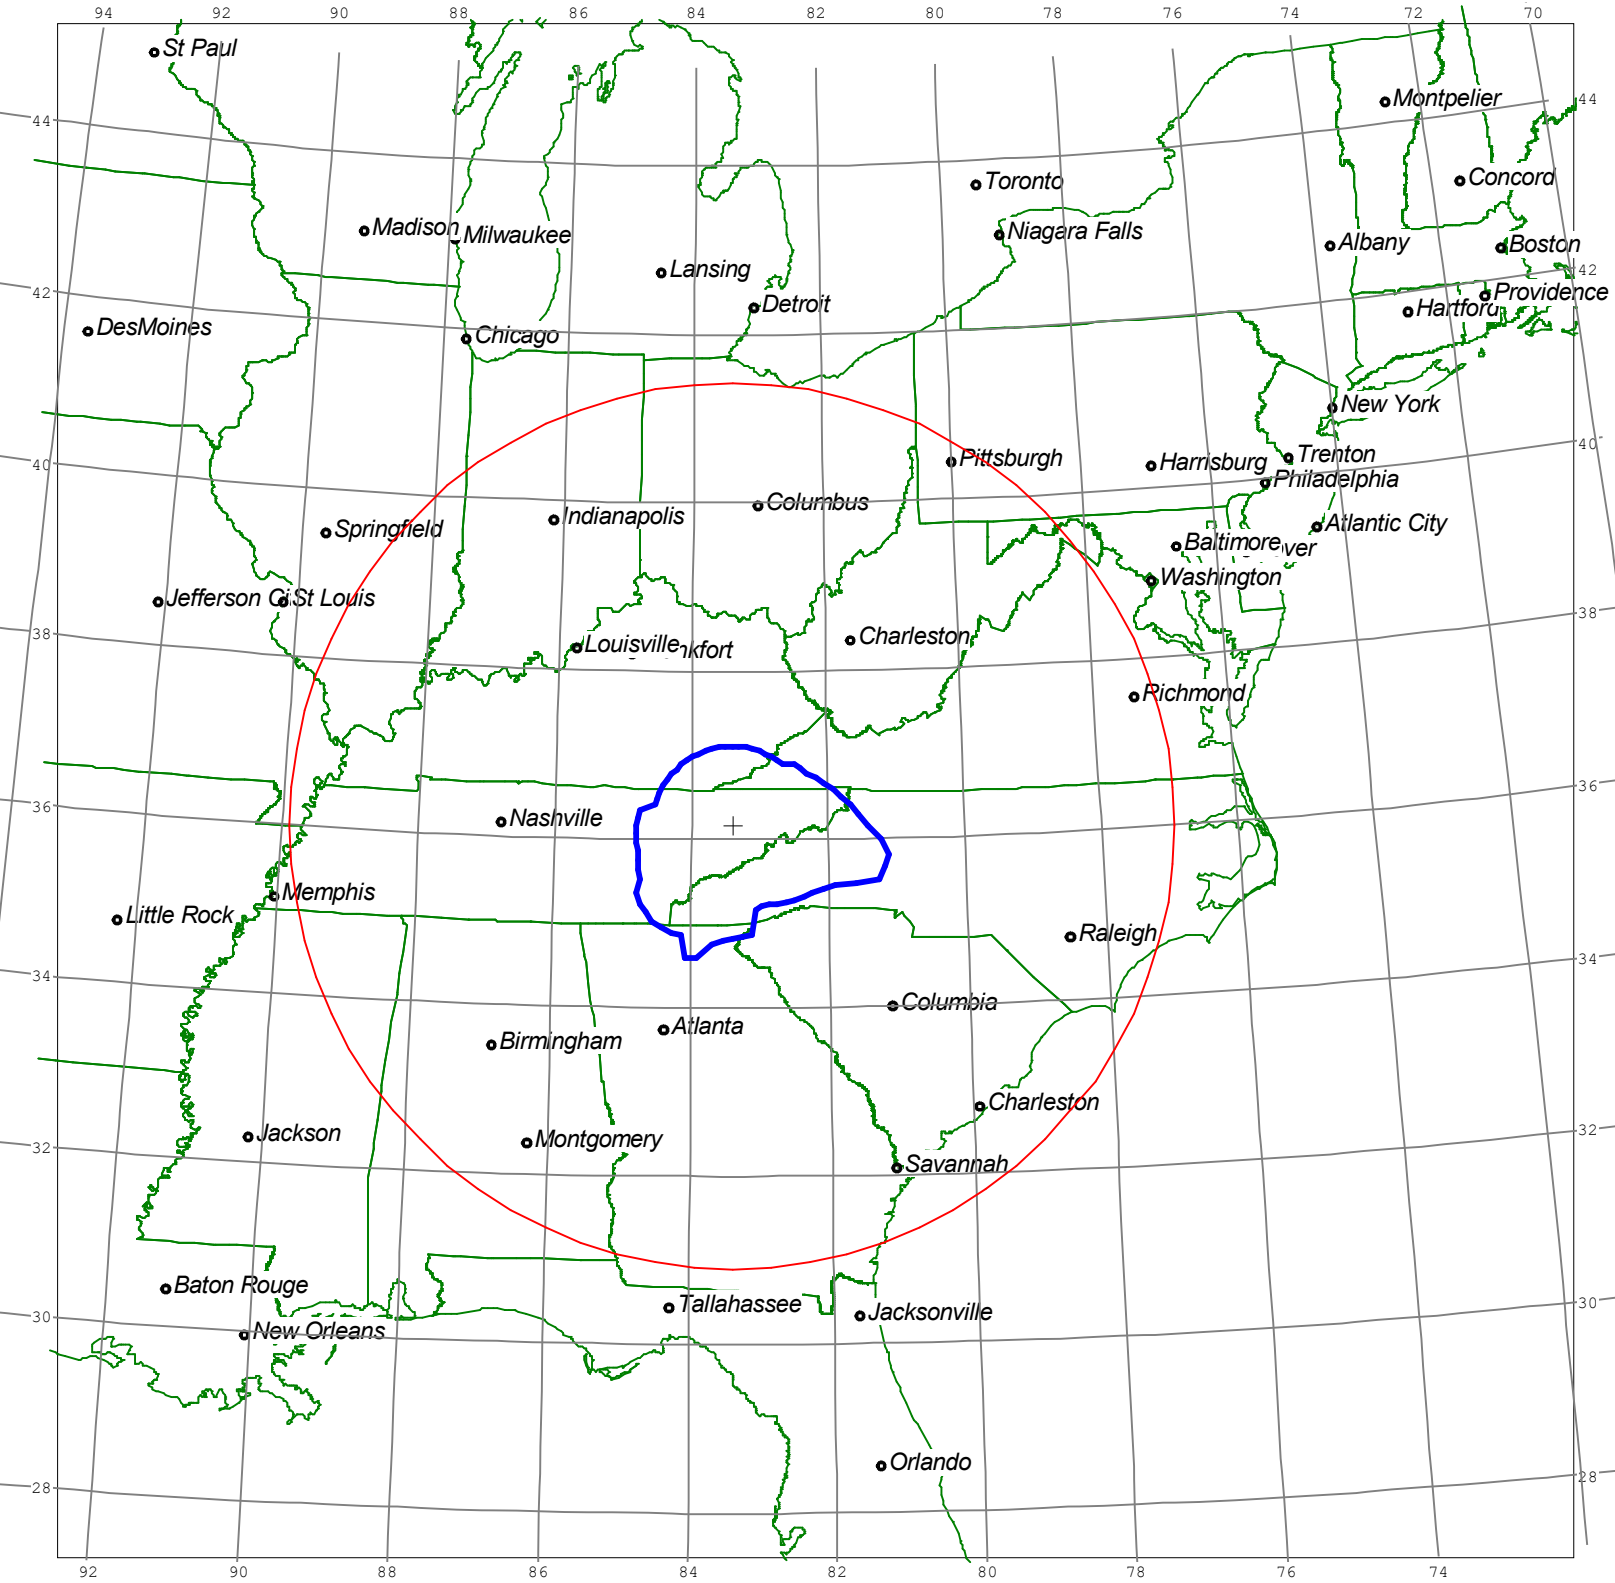 94 92 90 88 86 84 82 80 78 76 74 72 70
St Paul
Montpelier
44
44
Toronto
Concord
Madison
Milwaukee
Niagara Falls
Albany
Boston
Lansing
42
42
Providence
Detroit
Hartford
DesMoines
Chicago
New York
40
40
Pittsburgh
Harrisburg
Trenton
Philadelphia
Columbus
Springfield
Indianapolis
Atlantic City
Baltimore
ver
Washington
Jefferson Ci
St Louis
38
38
Charleston
Louisville
nkfort
Richmond
36
36
Nashville
Memphis
Little Rock
Raleigh
34
34
Columbia
Atlanta
Birmingham
Charleston
32
32
Jackson
Montgomery
Savannah
Baton Rouge
30
30
Tallahassee
Jacksonville
New Orleans
Orlando
28
28
92 90 88 86 84 82 80 78 76 74